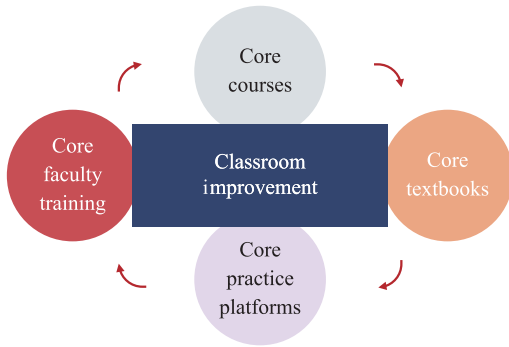 Core
courses
Core
faculty
training
Classroom
improvement
Core
textbooks
Core
practice
platforms